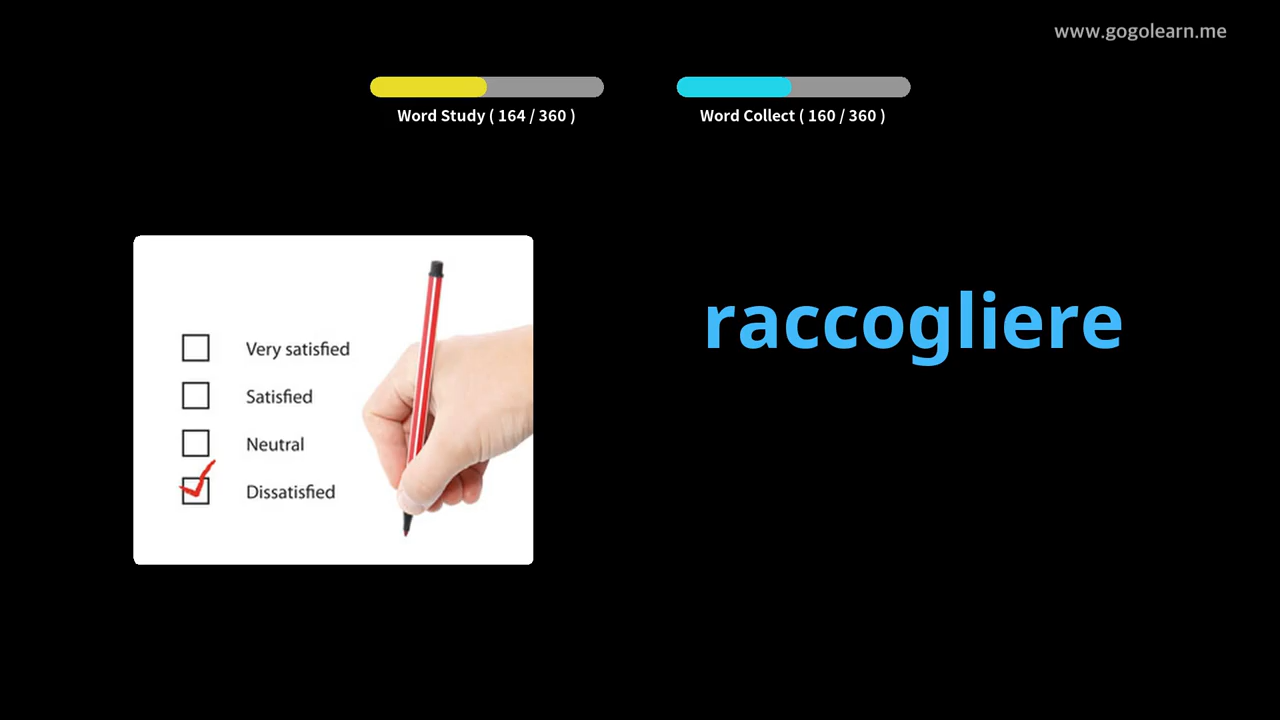 www.gogolearn.me
Word Study ( 164 / 360 )
Word Collect ( 160 / 360 )
raccogliere
Very satisfied
Satisfied
Neutral
Dissatisfied